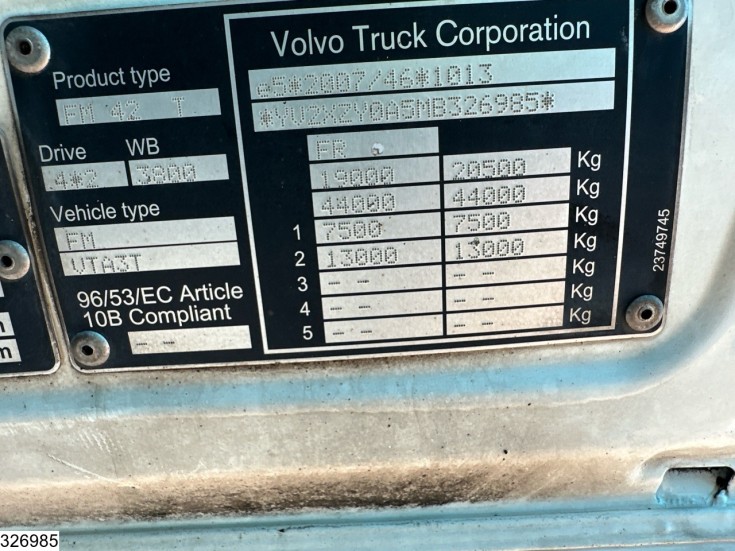 Volvo Truck Corporation
Product type
FM 42 T
e5*2007/46*1013
*YV2XZY0A5MB326985*
Drive WB
4*2 3800
FR
19000 20500 Kg
44000 44000 Kg
Vehicle type
FM
VTA3T
1 7500 7500 Kg
2 13000 13000 Kg
3 -- -- Kg
4 -- -- Kg
5 -- -- Kg
96/53/EC Article
10B Compliant
--
23749745
m
m
326985